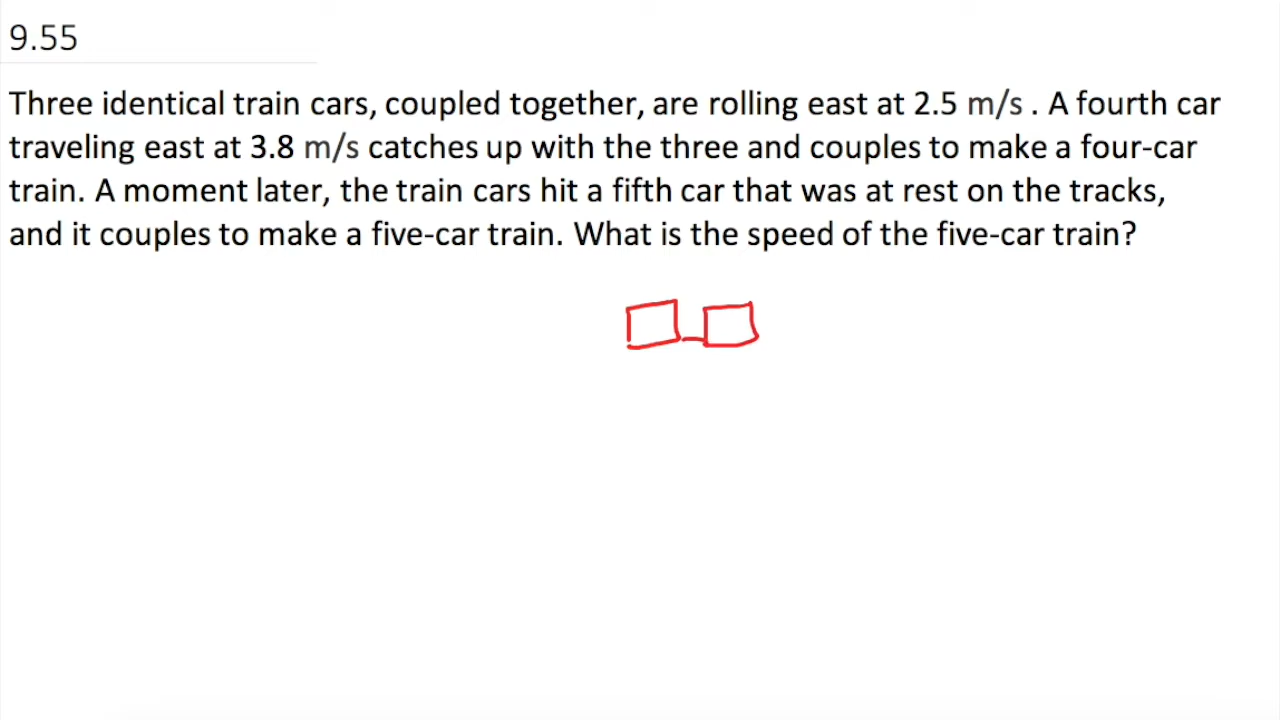 9.55
Three identical train cars, coupled together, are rolling east at 2.5 m/s . A fourth car
traveling east at 3.8 m/s catches up with the three and couples to make a four-car
train. A moment later, the train cars hit a fifth car that was at rest on the tracks,
and it couples to make a five-car train. What is the speed of the five-car train?